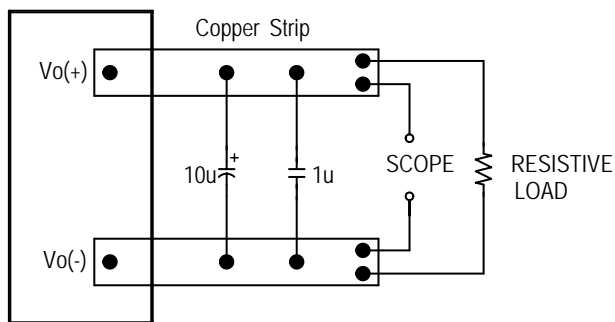 Copper Strip
Vo(+)
10u
+
1u
SCOPE
RESISTIVE
LOAD
Vo(-)